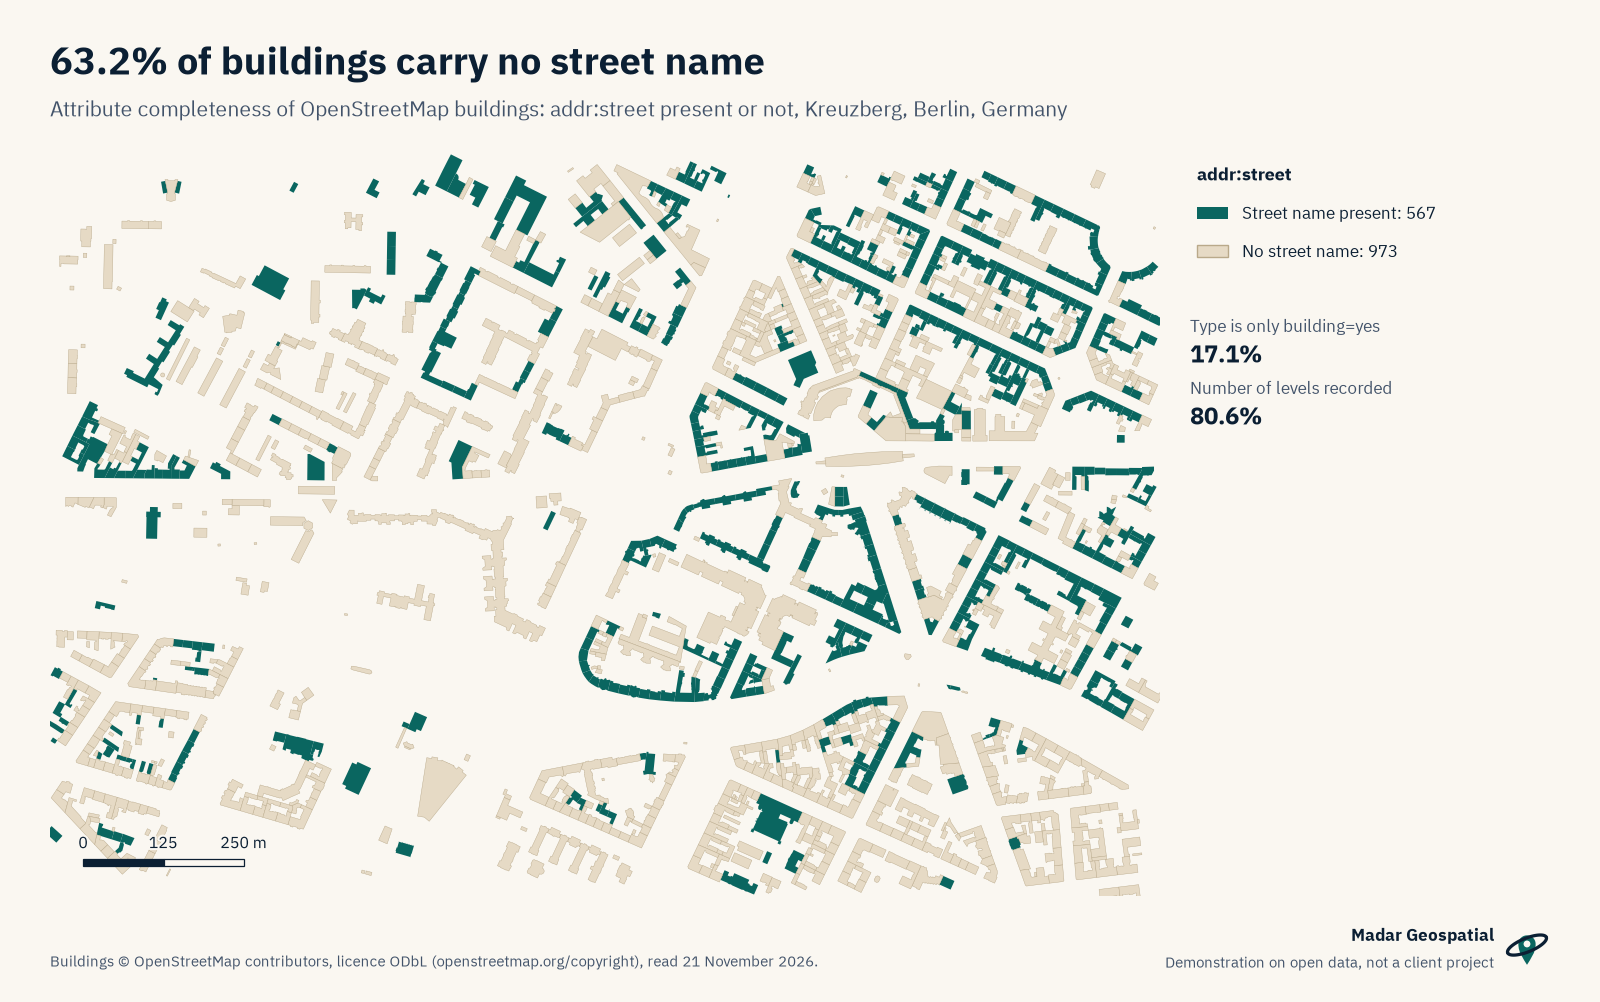 63.2% of buildings carry no street name
Attribute completeness of OpenStreetMap buildings: addr:street present or not, Kreuzberg, Berlin, Germany
addr:street
Street name present: 567
No street name: 973
Type is only building=yes
17.1%
Number of levels recorded
80.6%
0 125 250 m
Madar Geospatial
Demonstration on open data, not a client project
Buildings © OpenStreetMap contributors, licence ODbL (openstreetmap.org/copyright), read 21 November 2026.